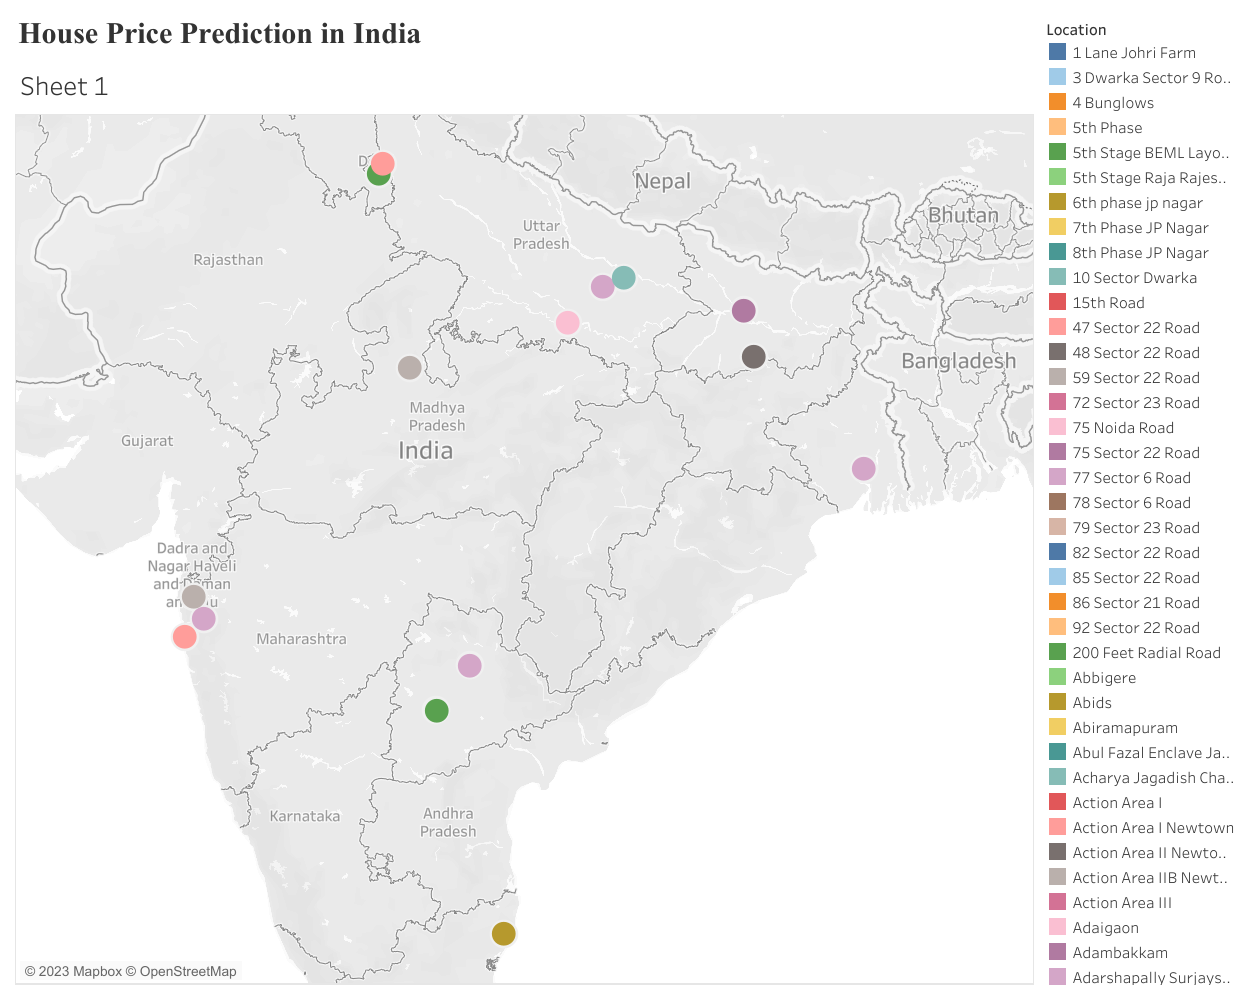 House Price Prediction in India
Sheet 1
Nepal
Bhutan
Uttar
Pradesh
Rajasthan
Bangladesh
Madhya
Pradesh
Gujarat
India
Dadra and
Nagar Haveli
and Daman
Maharashtra
Karnataka
Andhra
Pradesh
© 2023 Mapbox © OpenStreetMap
Location
1 Lane Johri Farm
3 Dwarka Sector 9 Ro..
4 Bunglows
5th Phase
5th Stage BEML Layo..
5th Stage Raja Rajes..
6th phase jp nagar
7th Phase JP Nagar
8th Phase JP Nagar
10 Sector Dwarka
15th Road
47 Sector 22 Road
48 Sector 22 Road
59 Sector 22 Road
72 Sector 23 Road
75 Noida Road
75 Sector 22 Road
77 Sector 6 Road
78 Sector 6 Road
79 Sector 23 Road
82 Sector 22 Road
85 Sector 22 Road
86 Sector 21 Road
92 Sector 22 Road
200 Feet Radial Road
Abbigere
Abids
Abiramapuram
Abul Fazal Enclave Ja..
Acharya Jagadish Cha..
Action Area I
Action Area I Newtown
Action Area II Newto..
Action Area IIB Newt..
Action Area III
Adaigaon
Adambakkam
Adarshapally Surjays..